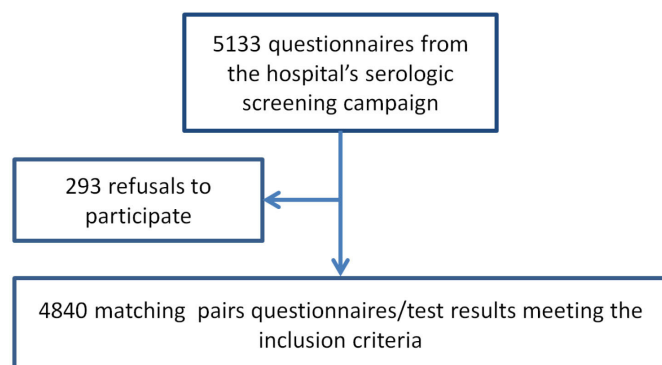 5133 questionnaires from
the hospital's serologic
screening campaign
293 refusals to
participate
4840 matching  pairs questionnaires/test results meeting the
inclusion criteria